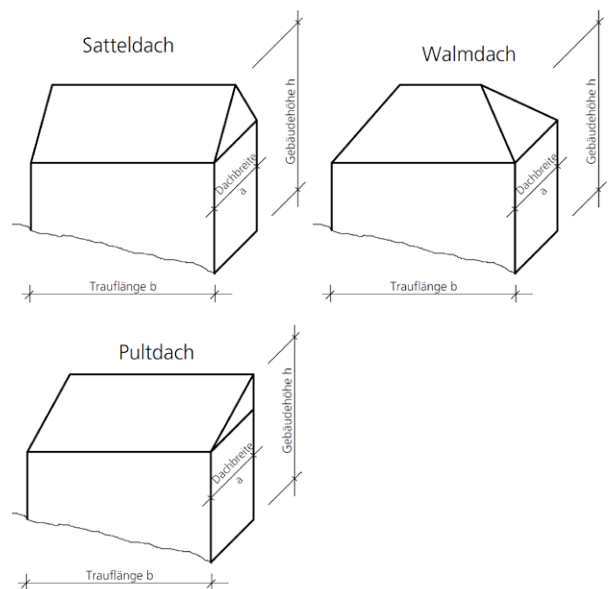 Satteldach
Gebäudehöhe h
Dachbreite
a
Trauflänge b
Walmdach
Gebäudehöhe h
Dachbreite
a
Trauflänge b
Pultdach
Gebäudehöhe h
Dachbreite
a
Trauflänge b